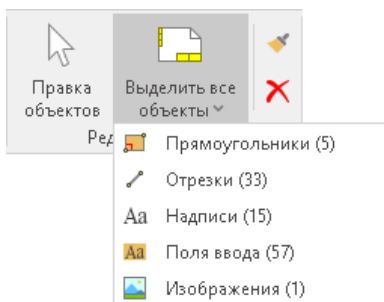 Правка
объектов
Выделить все
объекты
Ред
Прямоугольники (5)
Отрезки (33)
Aa Надписи (15)
Aa Поля ввода (57)
Изображения (1)